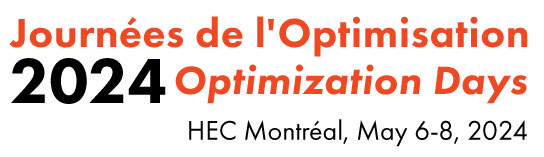 Journées de l'Optimisation
2024 Optimization Days
HEC Montréal, May 6-8, 2024